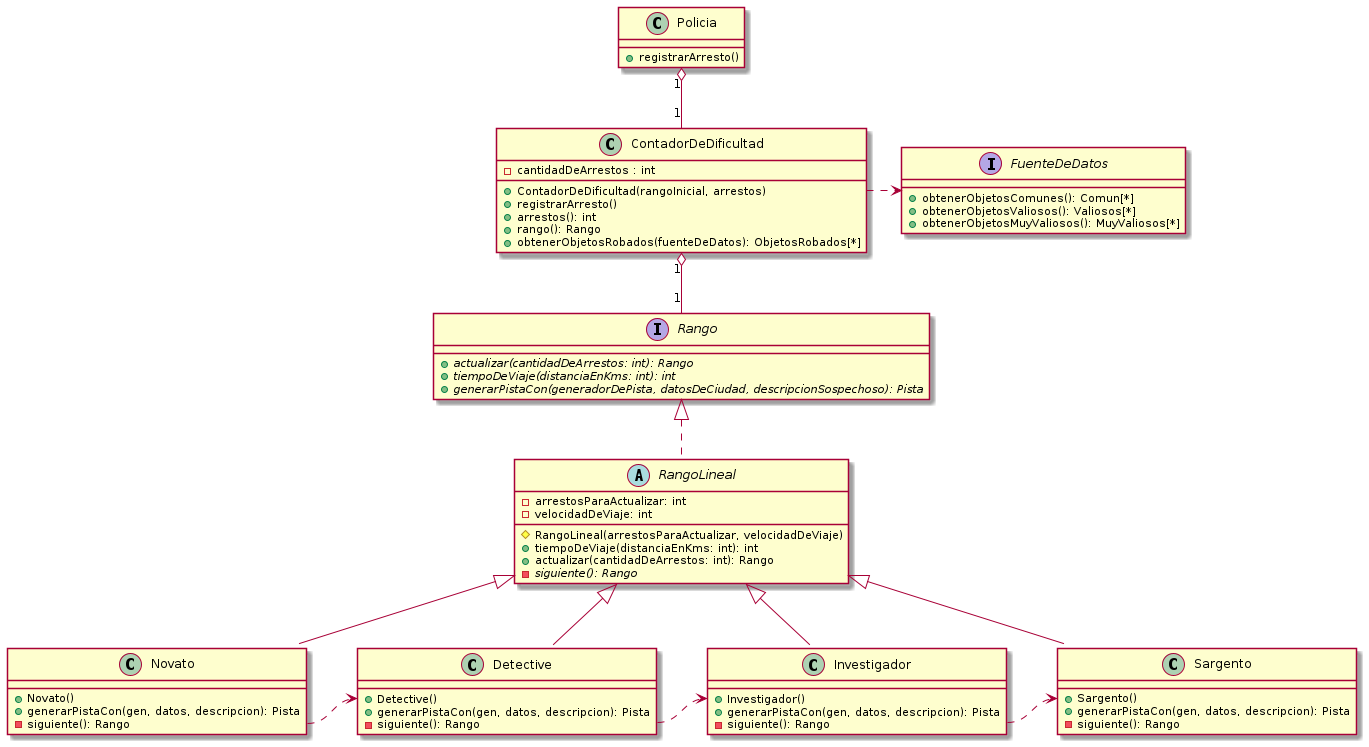 C Policia
registrarArresto()
1
1
C ContadorDeDificultad
cantidadDeArrestos : int
ContadorDeDificultad(rangoInicial, arrestos)
registrarArresto()
arrestos(): int
rango(): Rango
obtenerObjetosRobados(fuenteDeDatos): ObjetosRobados[*]
I FuenteDeDatos
obtenerObjetosComunes(): Comun[*]
obtenerObjetosValiosos(): Valiosos[*]
obtenerObjetosMuyValiosos(): MuyValiosos[*]
1
1
I Rango
actualizar(cantidadDeArrestos: int): Rango
tiempoDeViaje(distanciaEnKms: int): int
generarPistaCon(generadorDePista, datosDeCiudad, descripcionSospechoso): Pista
A RangoLineal
arrestosParaActualizar: int
velocidadDeViaje: int
RangoLineal(arrestosParaActualizar, velocidadDeViaje)
tiempoDeViaje(distanciaEnKms: int): int
actualizar(cantidadDeArrestos: int): Rango
siguiente(): Rango
C Novato
Novato()
generarPistaCon(gen, datos, descripcion): Pista
siguiente(): Rango
C Detective
Detective()
generarPistaCon(gen, datos, descripcion): Pista
siguiente(): Rango
C Investigador
Investigador()
generarPistaCon(gen, datos, descripcion): Pista
siguiente(): Rango
C Sargento
Sargento()
generarPistaCon(gen, datos, descripcion): Pista
siguiente(): Rango